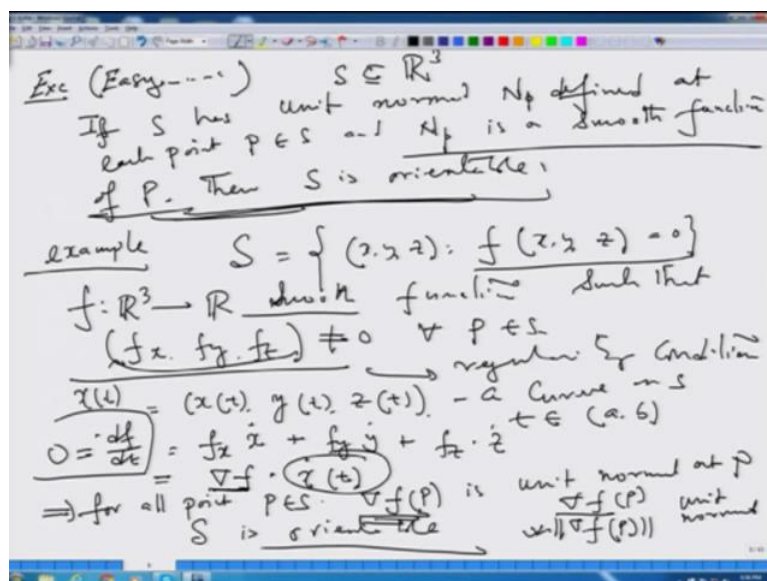 Exc (Easy-----) S ⊆ ℝ³
If S has unit normal Np defined at
each point P ∈ S and Np is a smooth function
of P. Then S is orientable.
example S = { (x, y, z) : f (x, y, z) = 0}
f : ℝ³ → ℝ smooth function such that
(fx, fy, fz) ≠ 0 ∀ P ∈ S
→ regular condition
γ(t) = (x(t), y(t), z(t)) - a curve in S
t ∈ (a, b)
0 = df/dt = fx ẋ + fy ẏ + fz · ż
= ∇f · γ̇(t)
⇒ for all point P ∈ S. ∇f(P) is unit normal at P
∇f(P) / ||∇f(P)|| unit normal
S is orientable